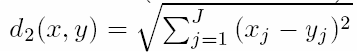 d_2(x, y) = \sqrt{\sum_{j=1}^{J} (x_j - y_j)^2}